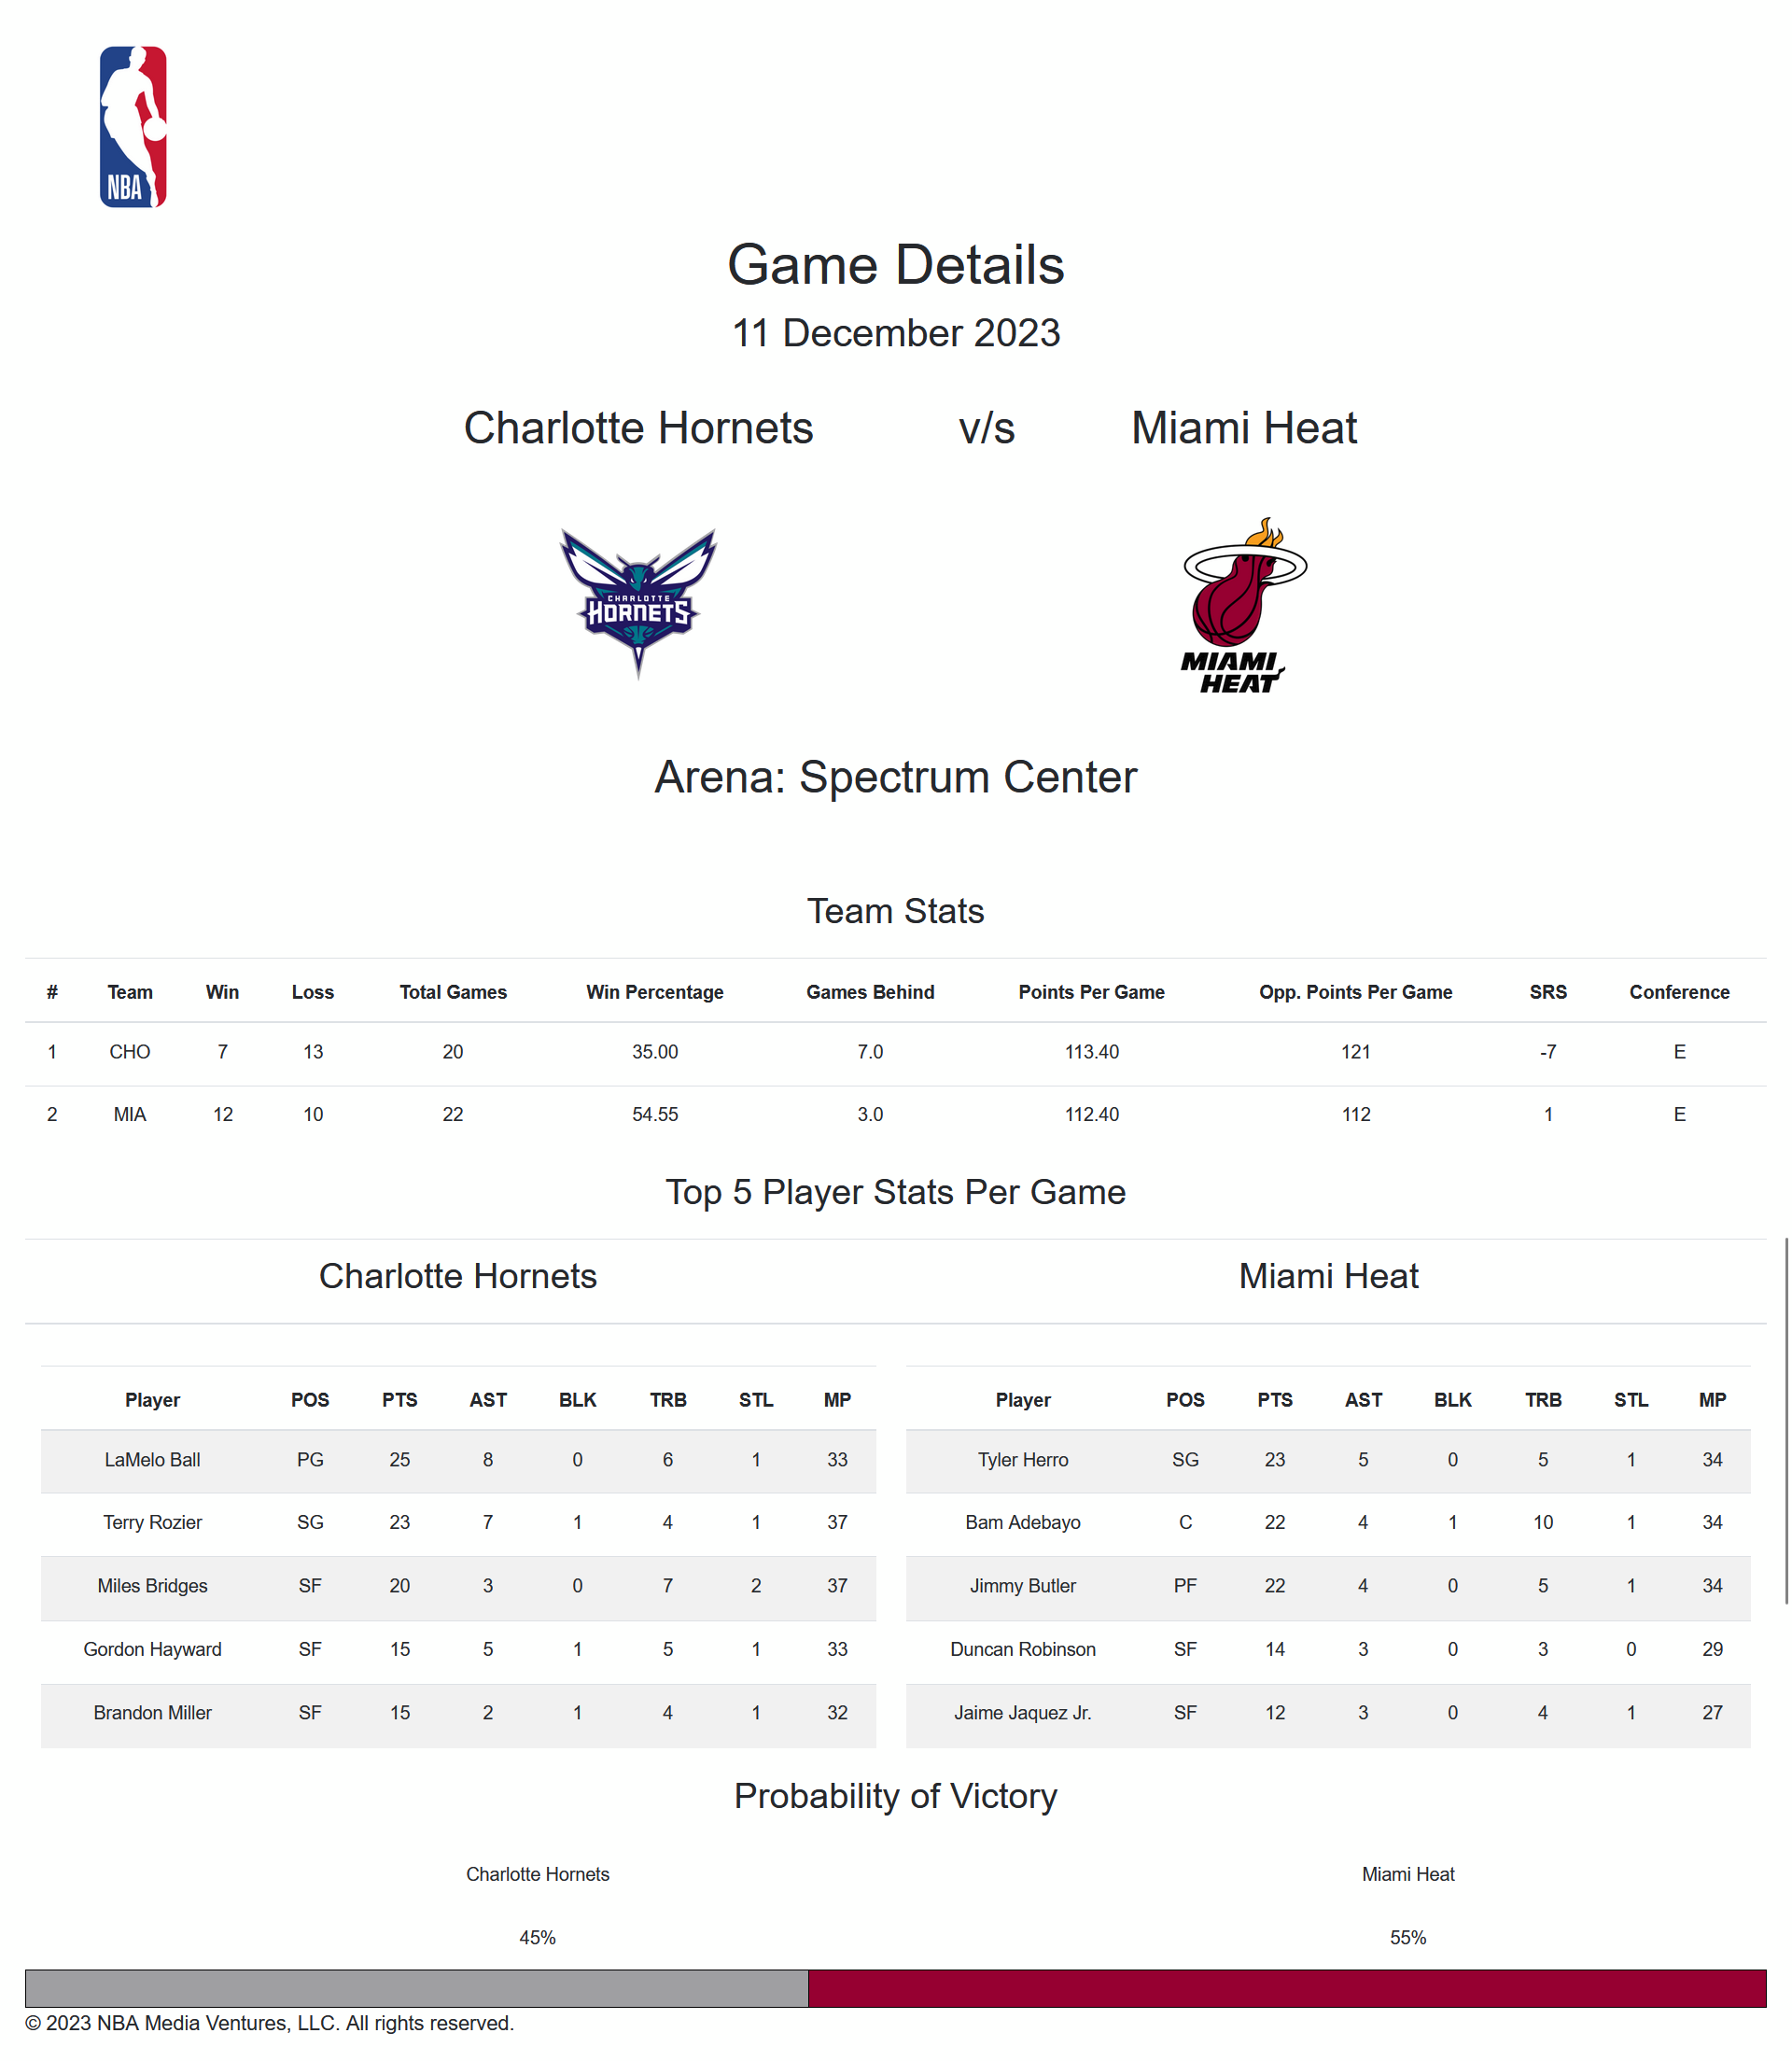 NBA
Game Details
11 December 2023
Charlotte Hornets v/s Miami Heat
CHARLOTTE
HORNETS
MIAMI
HEAT
Arena: Spectrum Center
Team Stats
# Team Win Loss Total Games Win Percentage Games Behind Points Per Game Opp. Points Per Game SRS Conference
1 CHO 7 13 20 35.00 7.0 113.40 121 -7 E
2 MIA 12 10 22 54.55 3.0 112.40 112 1 E
Top 5 Player Stats Per Game
Charlotte Hornets Miami Heat
Player POS PTS AST BLK TRB STL MP Player POS PTS AST BLK TRB STL MP
LaMelo Ball PG 25 8 0 6 1 33 Tyler Herro SG 23 5 0 5 1 34
Terry Rozier SG 23 7 1 4 1 37 Bam Adebayo C 22 4 1 10 1 34
Miles Bridges SF 20 3 0 7 2 37 Jimmy Butler PF 22 4 0 5 1 34
Gordon Hayward SF 15 5 1 5 1 33 Duncan Robinson SF 14 3 0 3 0 29
Brandon Miller SF 15 2 1 4 1 32 Jaime Jaquez Jr. SF 12 3 0 4 1 27
Probability of Victory
Charlotte Hornets Miami Heat
45% 55%
© 2023 NBA Media Ventures, LLC. All rights reserved.